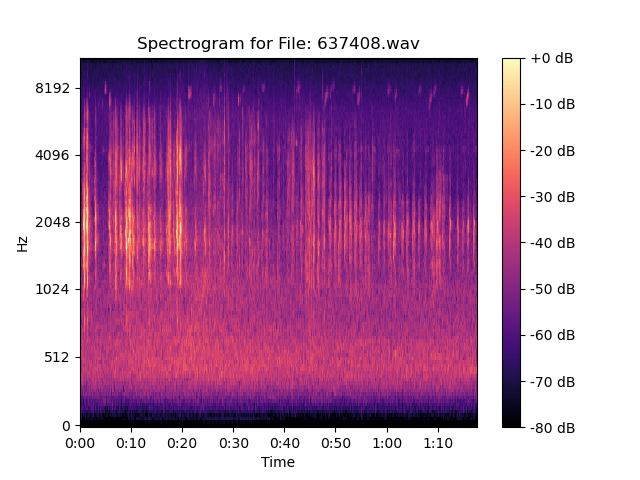 Spectrogram for File: 637408.wav
Hz
8192
4096
2048
1024
512
0
0:00 0:10 0:20 0:30 0:40 0:50 1:00 1:10
Time
+0 dB
-10 dB
-20 dB
-30 dB
-40 dB
-50 dB
-60 dB
-70 dB
-80 dB